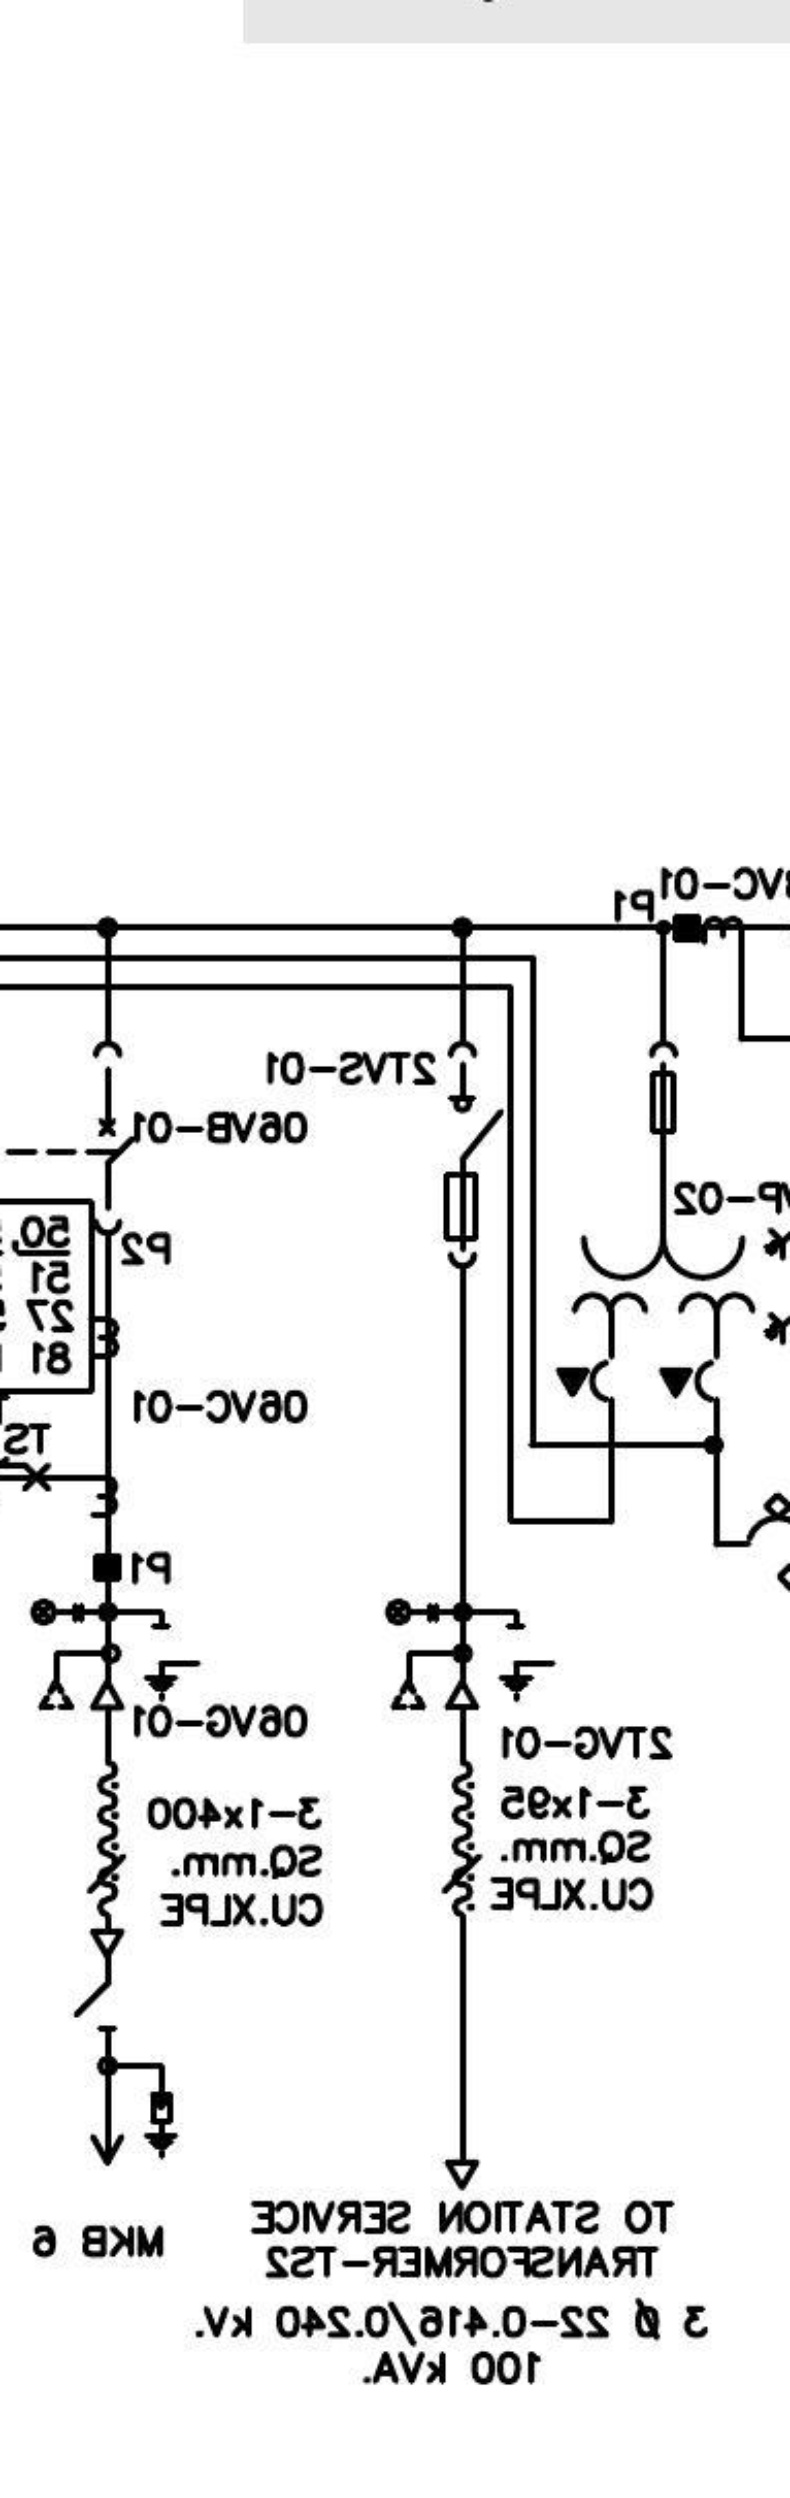 VC-01
P1
2TVS-01
06VB-01
VP-02
P2
50
51
27
81
06VC-01
TS
P1
06VG-01
2TVG-01
3-1x400
SQ.mm.
CU.XLPE
3-1x95
SQ.mm.
CU.XLPE
MKB 6
TO STATION SERVICE
TRANSFORMER-TS2
3 Ø 22-0.416/0.240 kV.
100 kVA.